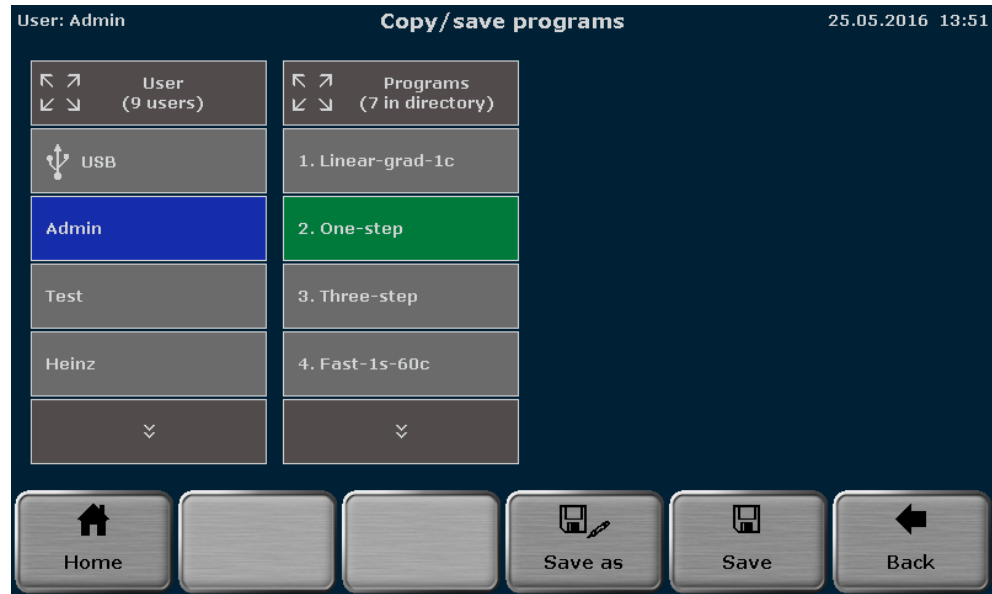 User: Admin
Copy/save programs
25.05.2016 13:51
User
(9 users)
Programs
(7 in directory)
USB
1. Linear-grad-1c
Admin
2. One-step
Test
3. Three-step
Heinz
4. Fast-1s-60c
Home
Save as
Save
Back